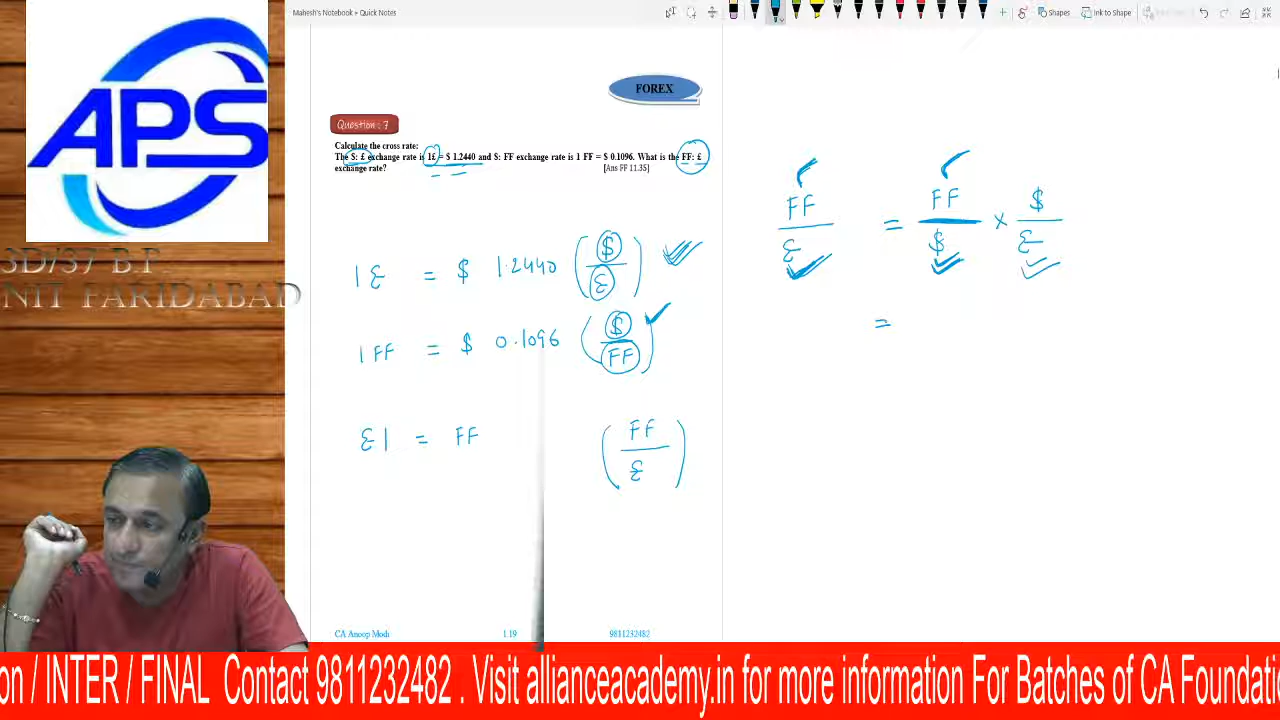 Mahesh's Notebook + Quick Notes
Shapes
Ink to Shape
APS
3D/37 B.P.
NIT FARIDABAD
FOREX
Question : 7
Calculate the cross rate:
The $: £ exchange rate is 1£ = $ 1.2440 and $: FF exchange rate is 1 FF = $ 0.1096. What is the FF: £
exchange rate? [Ans FF 11.35]
1 £ = $ 1.2440 ($/£)
1 FF = $ 0.1096 ($/FF)
£1 = FF (FF/£)
FF/£ = FF/$ × $/£
=
CA Anoop Modi 1.19 9811232482
on / INTER / FINAL Contact 9811232482 . Visit allianceacademy.in for more information For Batches of CA Foundatio